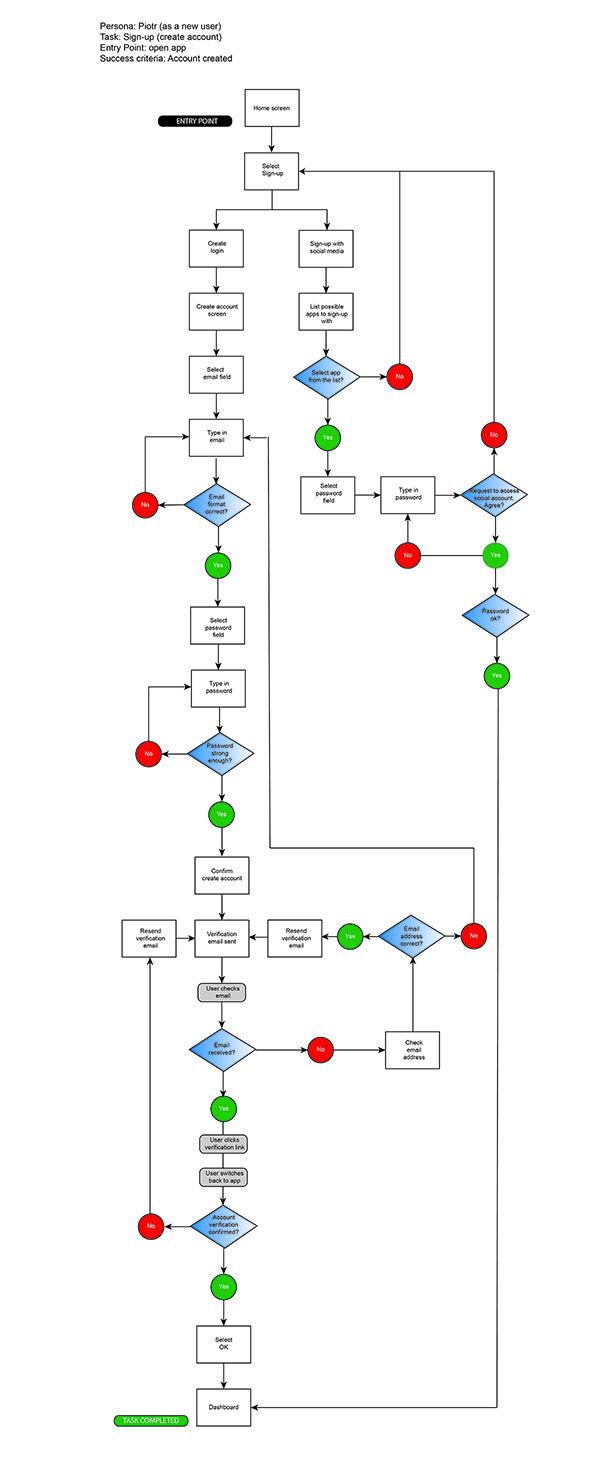 Persona: Piotr (as a new user)
Task: Sign-up (create account)
Entry Point: open app
Success criteria: Account created
Home screen
ENTRY POINT
Select
Sign-up
Create
login
Sign-up with
social media
Create account
screen
List possible
apps to sign-up
with
Select
email field
Select app
from the list?
No
Type in
email
Yes
No
Select
password
field
Type in
password
Request to access
social account.
Agree?
No
Email
format
correct?
Yes
No
Yes
Select
password
field
Password
ok?
Yes
Type in
password
No
Password
strong
enough?
Yes
Confirm
create account
Resend
verification
email
Verification
email sent
Resend
verification
email
Yes
Email
address
correct?
No
User checks
email
Email
received?
No
Check
email
address
Yes
User clicks
verification link
User switches
back to app
No
Account
verification
confirmed?
Yes
Select
OK
Dashboard
TASK COMPLETED